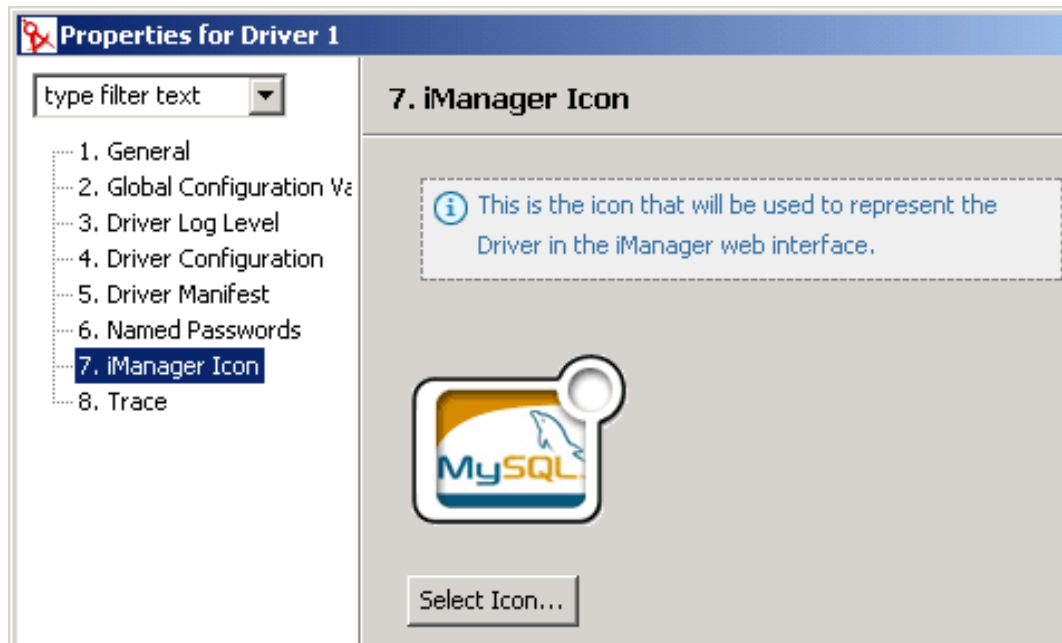 Properties for Driver 1
type filter text
1. General
2. Global Configuration Va
3. Driver Log Level
4. Driver Configuration
5. Driver Manifest
6. Named Passwords
7. iManager Icon
8. Trace
7. iManager Icon
This is the icon that will be used to represent the
Driver in the iManager web interface.
MySQL
Select Icon...